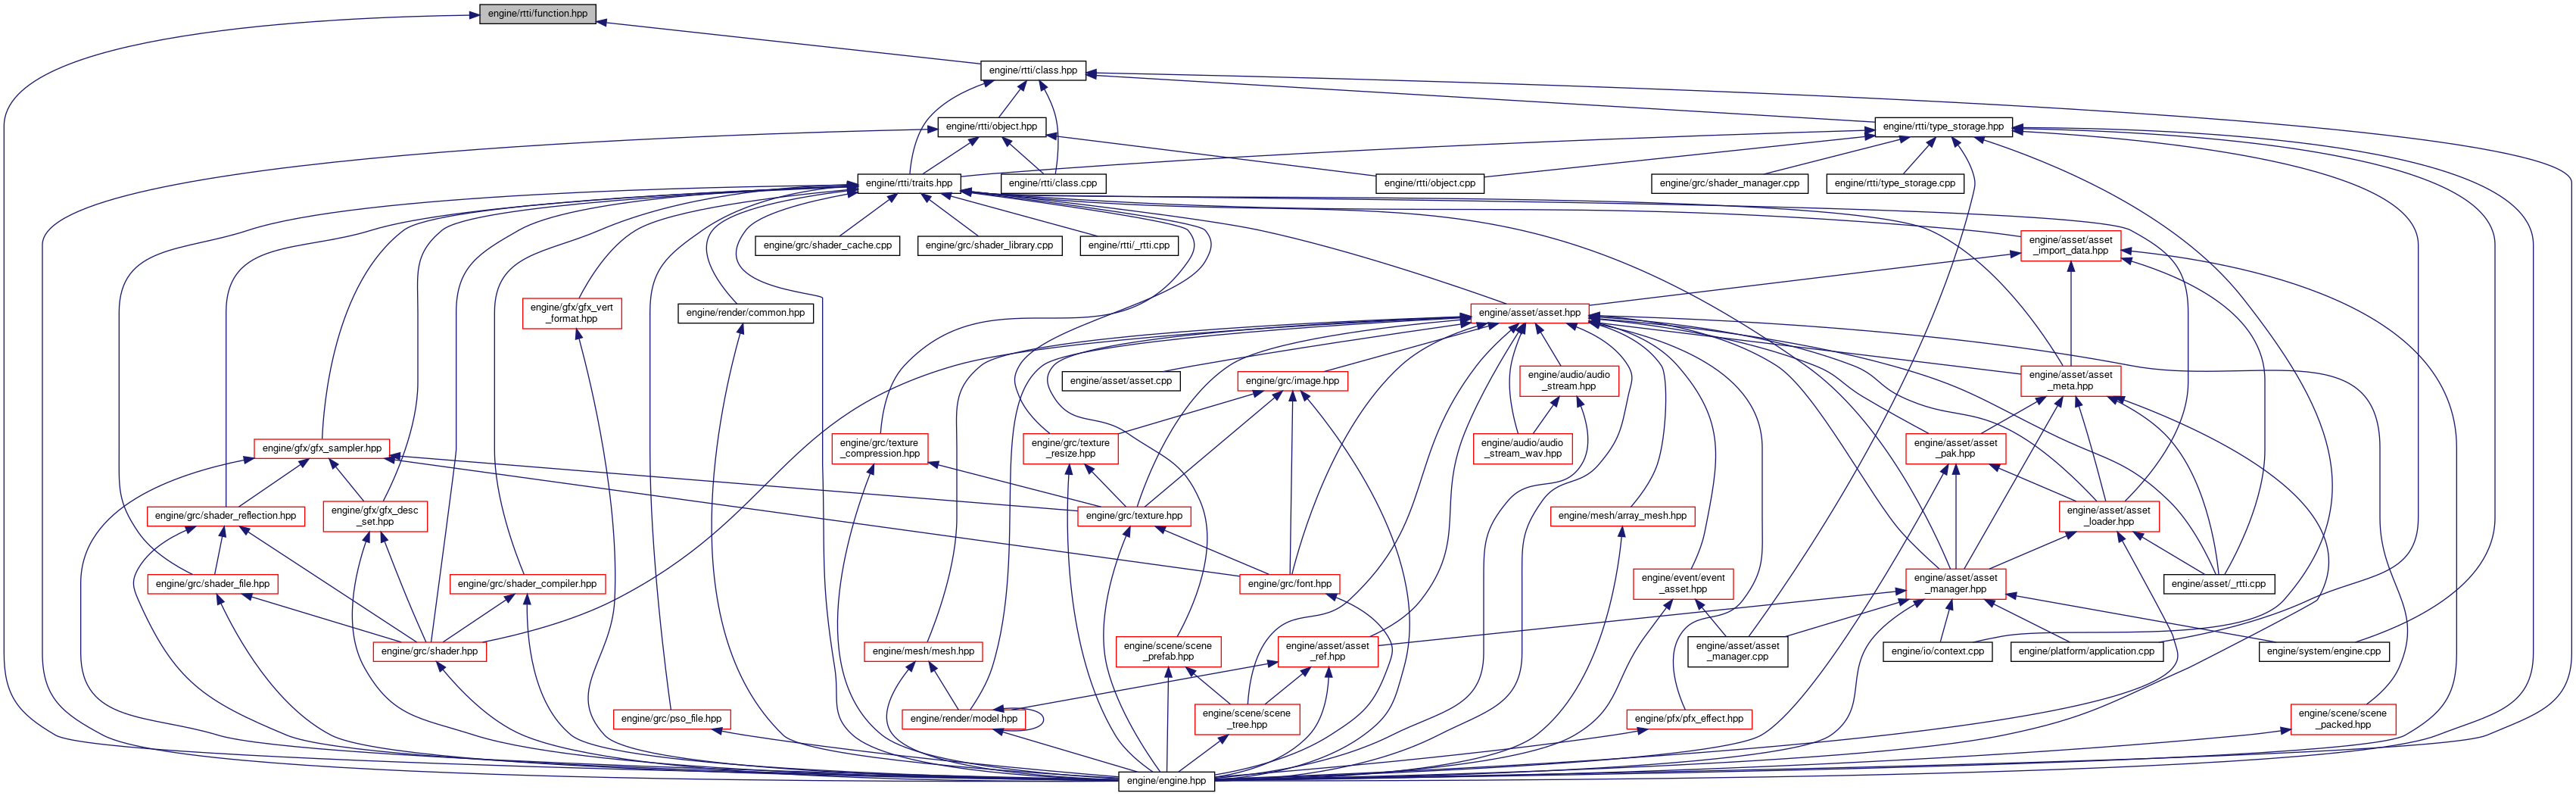 engine/rtti/function.hpp
engine/rtti/class.hpp
engine/rtti/object.hpp
engine/rtti/type_storage.hpp
engine/rtti/traits.hpp
engine/rtti/class.cpp
engine/rtti/object.cpp
engine/grc/shader_manager.cpp
engine/rtti/type_storage.cpp
engine/grc/shader_cache.cpp
engine/grc/shader_library.cpp
engine/rtti/_rtti.cpp
engine/asset/asset
_import_data.hpp
engine/gfx/gfx_vert
_format.hpp
engine/render/common.hpp
engine/asset/asset.hpp
engine/asset/asset.cpp
engine/grc/image.hpp
engine/audio/audio
_stream.hpp
engine/asset/asset
_meta.hpp
engine/gfx/gfx_sampler.hpp
engine/grc/texture
_compression.hpp
engine/grc/texture
_resize.hpp
engine/audio/audio
_stream_wav.hpp
engine/asset/asset
_pak.hpp
engine/grc/shader_reflection.hpp
engine/gfx/gfx_desc
_set.hpp
engine/grc/texture.hpp
engine/mesh/array_mesh.hpp
engine/asset/asset
_loader.hpp
engine/grc/shader_file.hpp
engine/grc/shader_compiler.hpp
engine/grc/font.hpp
engine/event/event
_asset.hpp
engine/asset/asset
_manager.hpp
engine/asset/_rtti.cpp
engine/grc/shader.hpp
engine/mesh/mesh.hpp
engine/scene/scene
_prefab.hpp
engine/asset/asset
_ref.hpp
engine/asset/asset
_manager.cpp
engine/io/context.cpp
engine/platform/application.cpp
engine/system/engine.cpp
engine/grc/pso_file.hpp
engine/render/model.hpp
engine/scene/scene
_tree.hpp
engine/pfx/pfx_effect.hpp
engine/scene/scene
_packed.hpp
engine/engine.hpp